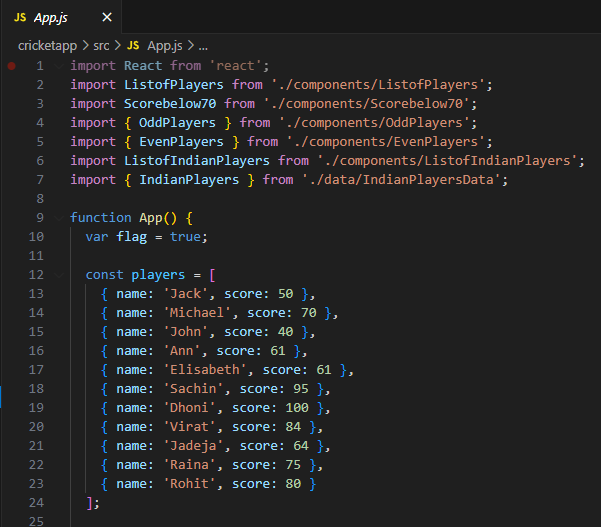 JS App.js ×
cricketapp > src > JS App.js > ...
1 import React from 'react';
2 import ListofPlayers from './components/ListofPlayers';
3 import Scorebelow70 from './components/Scorebelow70';
4 import { OddPlayers } from './components/OddPlayers';
5 import { EvenPlayers } from './components/EvenPlayers';
6 import ListofIndianPlayers from './components/ListofIndianPlayers';
7 import { IndianPlayers } from './data/IndianPlayersData';
8
9 function App() {
10 var flag = true;
11
12 const players = [
13 { name: 'Jack', score: 50 },
14 { name: 'Michael', score: 70 },
15 { name: 'John', score: 40 },
16 { name: 'Ann', score: 61 },
17 { name: 'Elisabeth', score: 61 },
18 { name: 'Sachin', score: 95 },
19 { name: 'Dhoni', score: 100 },
20 { name: 'Virat', score: 84 },
21 { name: 'Jadeja', score: 64 },
22 { name: 'Raina', score: 75 },
23 { name: 'Rohit', score: 80 }
24 ];
25